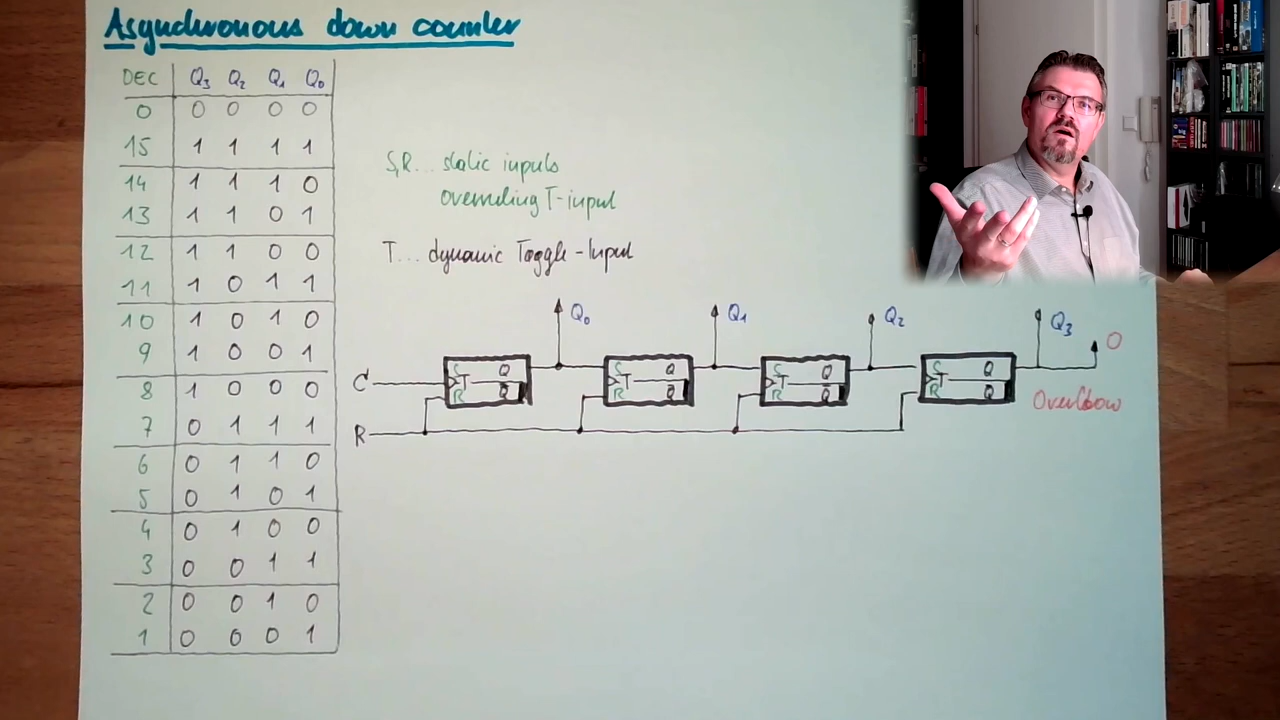 Asynchronous down counter
DEC Q3 Q2 Q1 Q0
0 0 0 0 0
15 1 1 1 1
14 1 1 1 0
13 1 1 0 1
12 1 1 0 0
11 1 0 1 1
10 1 0 1 0
9 1 0 0 1
8 1 0 0 0
7 0 1 1 1
6 0 1 1 0
5 0 1 0 1
4 0 1 0 0
3 0 0 1 1
2 0 0 1 0
1 0 0 0 1
S,R... static inputs
overruling T-input
T... dynamic Toggle-Input
Q0 Q1 Q2 Q3 O
S Q S Q S Q S Q
C T T T T
R Q̅ R Q̅ R Q̅ R Q̅
Overflow
R